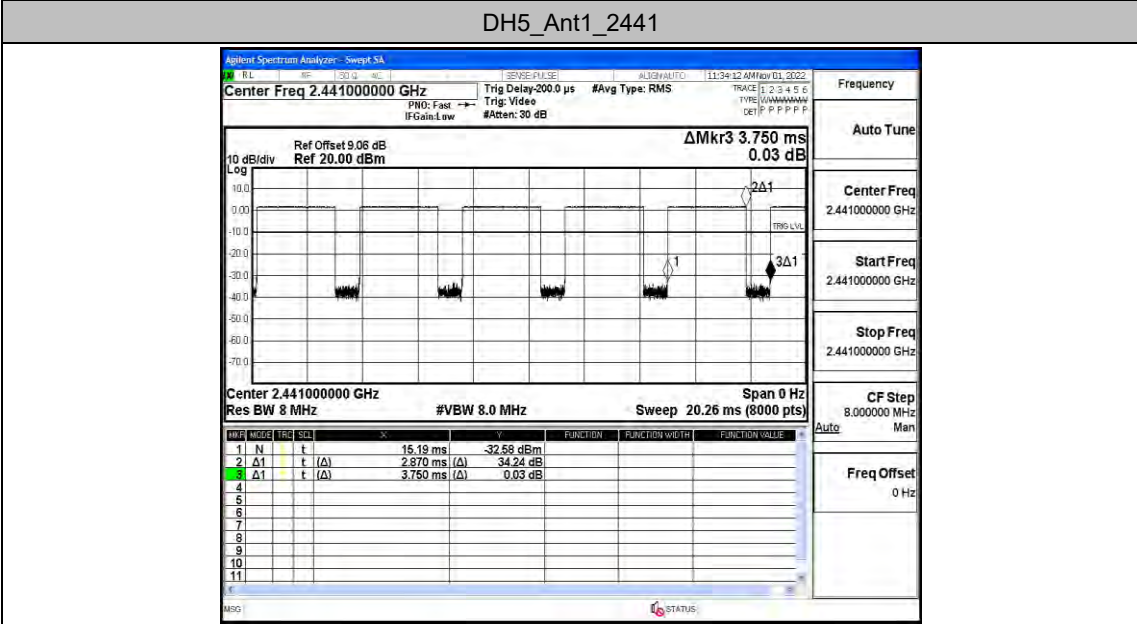 DH5_Ant1_2441
Agilent Spectrum Analyzer - Swept SA
RL RF 50 Ω AC SENSE:PULSE ALIGNAUTO 11:34:12 AM Nov 01, 2022
Center Freq 2.441000000 GHz
PNO: Fast
IFGain:Low
Trig Delay-200.0 µs
Trig: Video
#Atten: 30 dB
#Avg Type: RMS
TRACE 1 2 3 4 5 6
TYPE
DET P P P P P P
Frequency
Auto Tune
Center Freq
2.441000000 GHz
Start Freq
2.441000000 GHz
Stop Freq
2.441000000 GHz
CF Step
8.000000 MHz
Auto Man
Freq Offset
0 Hz
ΔMkr3 3.750 ms
0.03 dB
Ref Offset 9.06 dB
10 dB/div Ref 20.00 dBm
Log
10.0
0.00
-10.0
-20.0
-30.0
-40.0
-50.0
-60.0
-70.0
2Δ1
TRIG LVL
1
3Δ1
Center 2.441000000 GHz Span 0 Hz
Res BW 8 MHz #VBW 8.0 MHz Sweep 20.26 ms (8000 pts)
MKR MODE TRC SCL X Y FUNCTION FUNCTION WIDTH FUNCTION VALUE
1 N t 15.19 ms -32.58 dBm
2 Δ1 t (Δ) 2.870 ms (Δ) 34.24 dB
3 Δ1 t (Δ) 3.750 ms (Δ) 0.03 dB
4
5
6
7
8
9
10
11
MSG STATUS